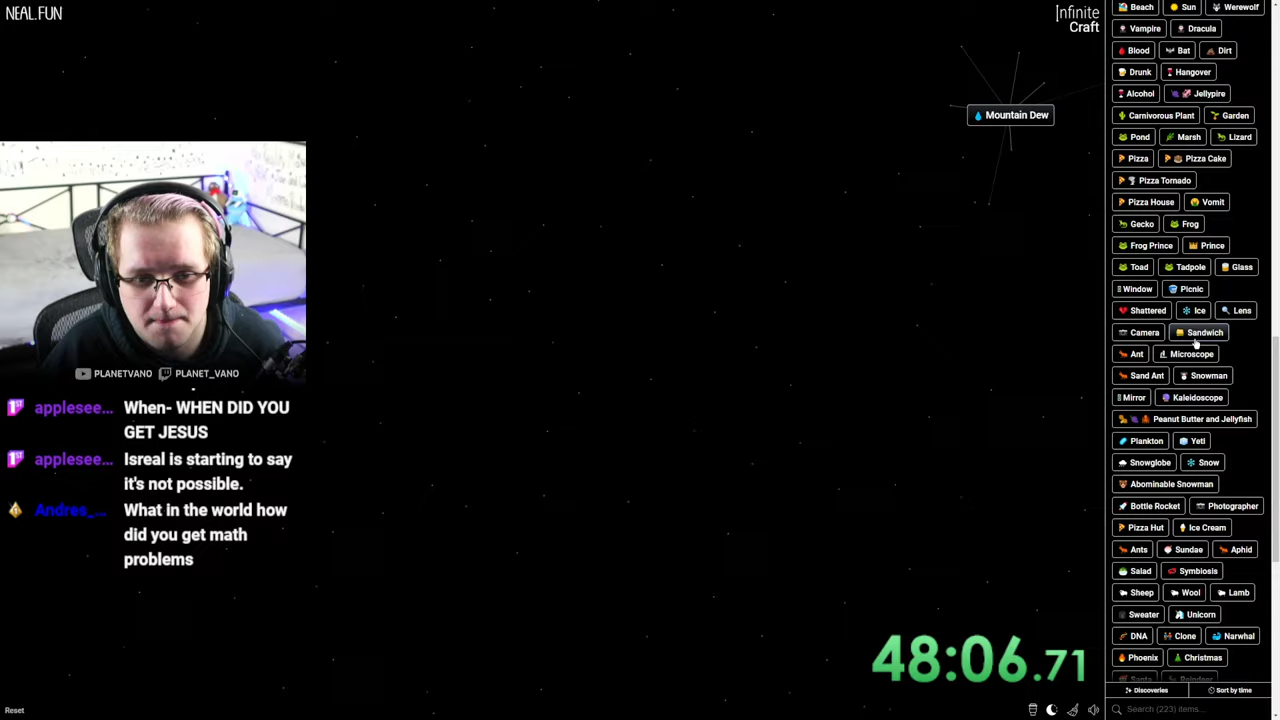 NEAL.FUN
Infinite
Craft
Mountain Dew
PLANETVANO PLANET_VANO
appleseе... When- WHEN DID YOU
GET JESUS
applesee... Isreal is starting to say
it's not possible.
Andres_... What in the world how
did you get math
problems
48:06.71
Reset
Beach Sun Werewolf
Vampire Dracula
Blood Bat Dirt
Drunk Hangover
Alcohol Jellypire
Carnivorous Plant Garden
Pond Marsh Lizard
Pizza Pizza Cake
Pizza Tornado
Pizza House Vomit
Gecko Frog
Frog Prince Prince
Toad Tadpole Glass
Window Picnic
Shattered Ice Lens
Camera Sandwich
Ant Microscope
Sand Ant Snowman
Mirror Kaleidoscope
Peanut Butter and Jellyfish
Plankton Yeti
Snowglobe Snow
Abominable Snowman
Bottle Rocket Photographer
Pizza Hut Ice Cream
Ants Sundae Aphid
Salad Symbiosis
Sheep Wool Lamb
Sweater Unicorn
DNA Clone Narwhal
Phoenix Christmas
Santa Reindeer
Discoveries Sort by time
Search (223) items...